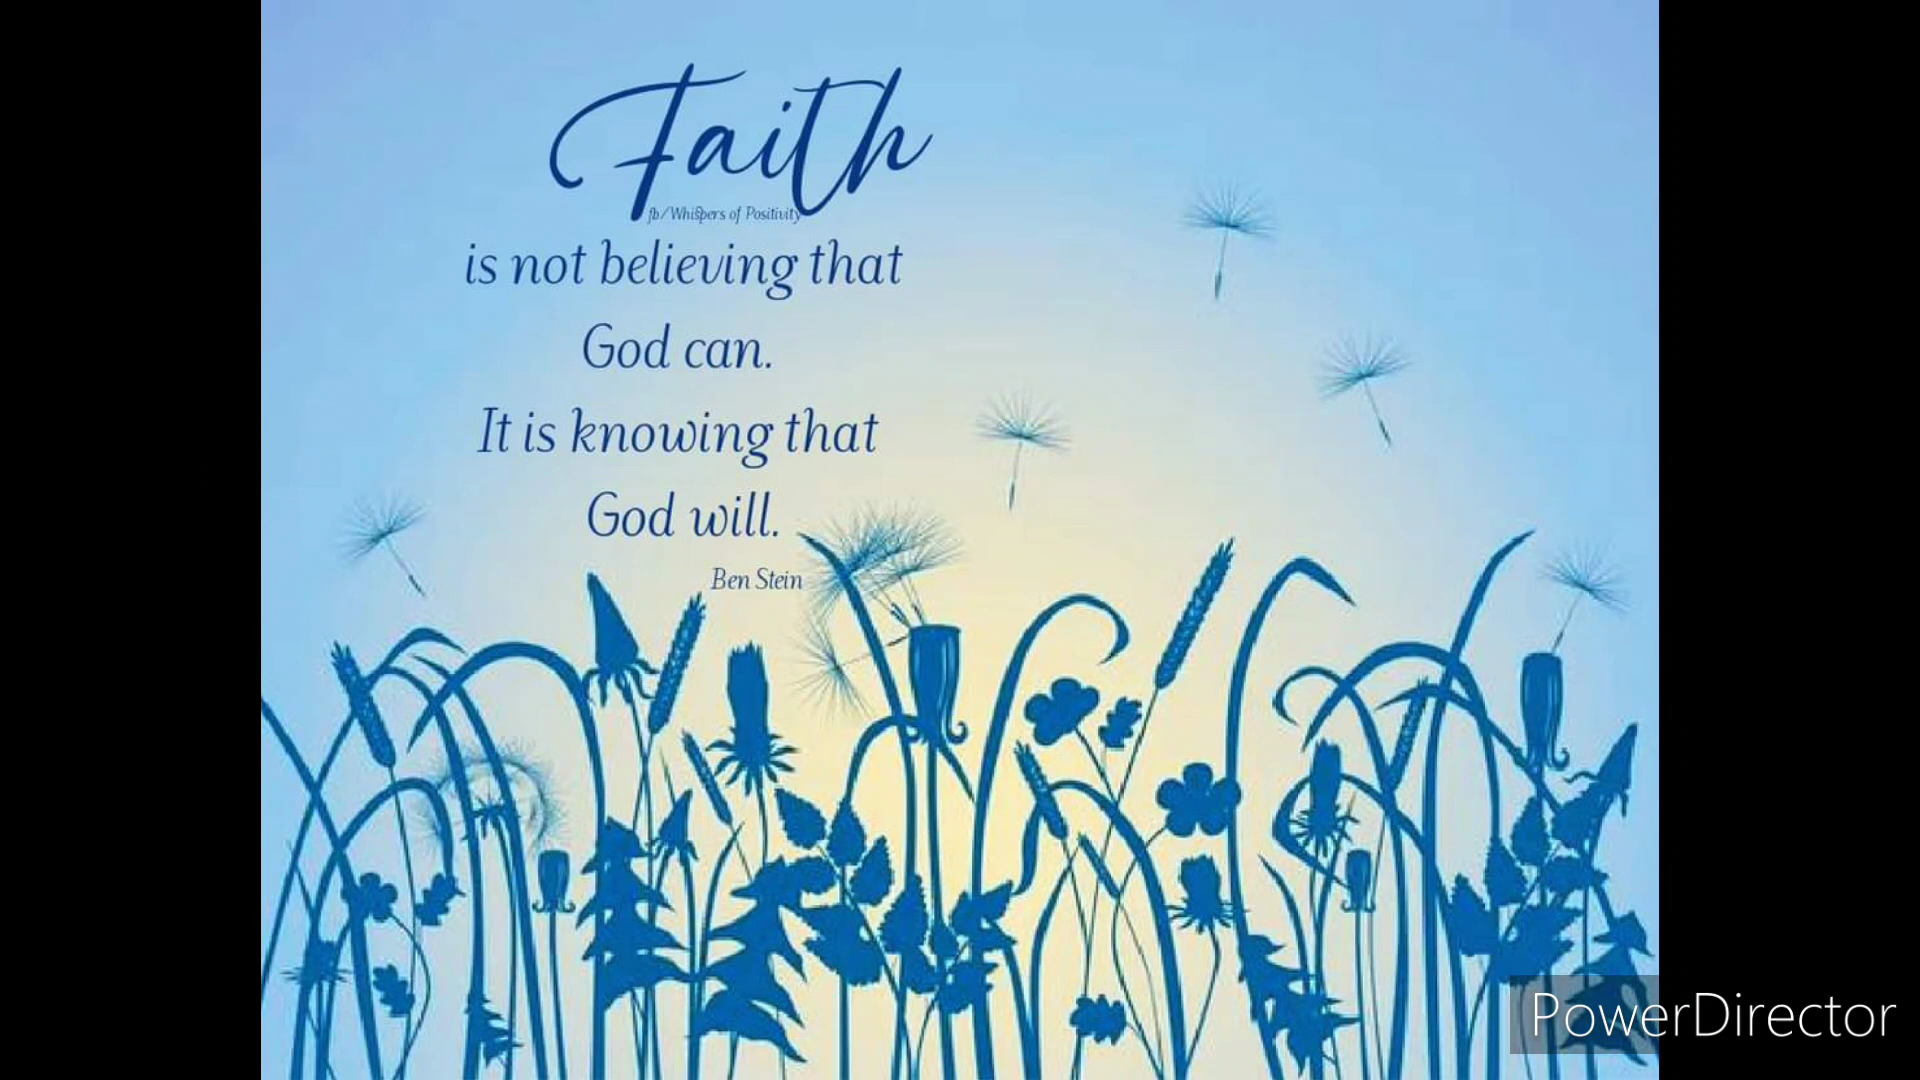 Faith
fb/Whispers of Positivity
is not believing that
God can.
It is knowing that
God will.
Ben Stein
PowerDirector